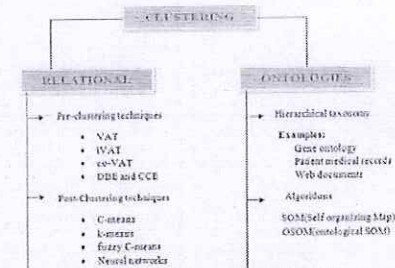 CLUSTERING
RELATIONAL
Pre-clustering techniques
VAT
iVAT
co-VAT
DBE and CCE
Post-Clustering techniques
C-means
k-means
fuzzy C-means
Neural networks
ONTOLOGIES
Hierarchical taxonomy
Examples:
Gene ontology
Patient medical records
Web documents
Algorithms
SOM(Self organizing Map)
OSOM(ontological SOM)